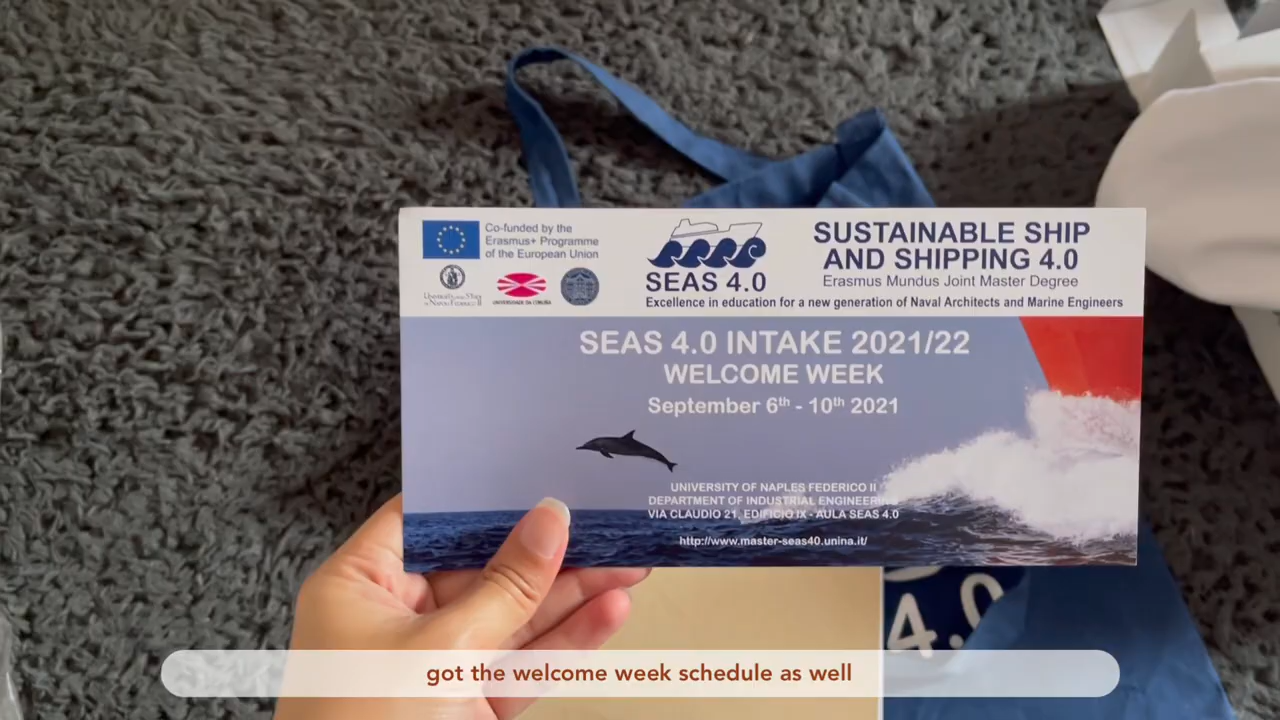 Co-funded by the
Erasmus+ Programme
of the European Union
UNIVERSIDADE DA CORUÑA
SEAS 4.0
SUSTAINABLE SHIP
AND SHIPPING 4.0
Erasmus Mundus Joint Master Degree
Excellence in education for a new generation of Naval Architects and Marine Engineers
SEAS 4.0 INTAKE 2021/22
WELCOME WEEK
September 6th - 10th 2021
UNIVERSITY OF NAPLES FEDERICO II
DEPARTMENT OF INDUSTRIAL ENGINEERING
VIA CLAUDIO 21, EDIFICIO IX - AULA SEAS 4.0
http://www.master-seas40.unina.it/
4.0
got the welcome week schedule as well